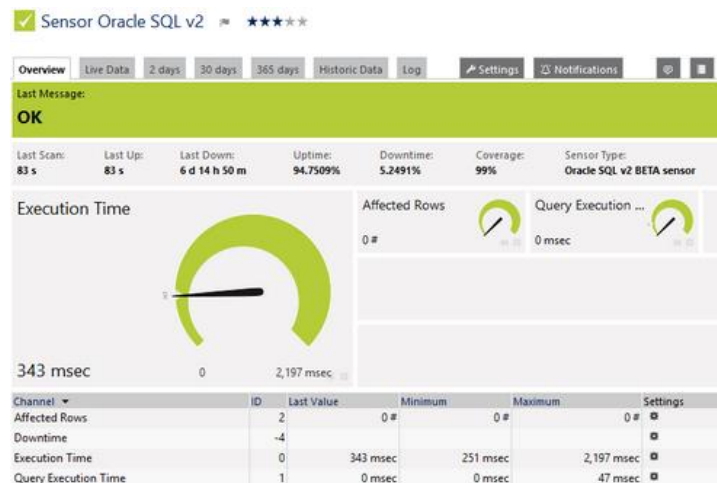 Sensor Oracle SQL v2
Overview Live Data 2 days 30 days 365 days Historic Data Log Settings Notifications
Last Message:
OK
Last Scan: Last Up: Last Down: Uptime: Downtime: Coverage: Sensor Type:
83 s 83 s 6 d 14 h 50 m 94.7509% 5.2491% 99% Oracle SQL v2 BETA sensor
Execution Time Affected Rows Query Execution ...
0 # 0 msec
343 msec 0 2,197 msec
Channel ID Last Value Minimum Maximum Settings
Affected Rows 2 0 # 0 # 0 #
Downtime -4
Execution Time 0 343 msec 251 msec 2,197 msec
Query Execution Time 1 0 msec 0 msec 47 msec